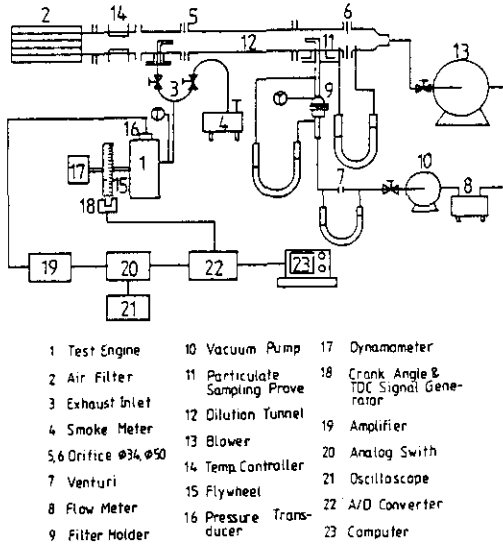 2
14
5
6
12
11
13
3
9
4
16
7
10
8
1
17
15
18
19
20
22
23
21
1 Test Engine
2 Air Filter
3 Exhaust Inlet
4 Smoke Meter
5,6 Orifice ø34, ø50
7 Venturi
8 Flow Meter
9 Filter Holder
10 Vacuum Pump
11 Particulate
Sampling Prove
12 Dilution Tunnel
13 Blower
14 Temp. Controller
15 Flywheel
16 Pressure Trans-
ducer
17 Dynamometer
18 Crank Angle &
TDC Signal Gene-
rator
19 Amplifier
20 Analog Swith
21 Oscilloscope
22 A/D Converter
23 Computer